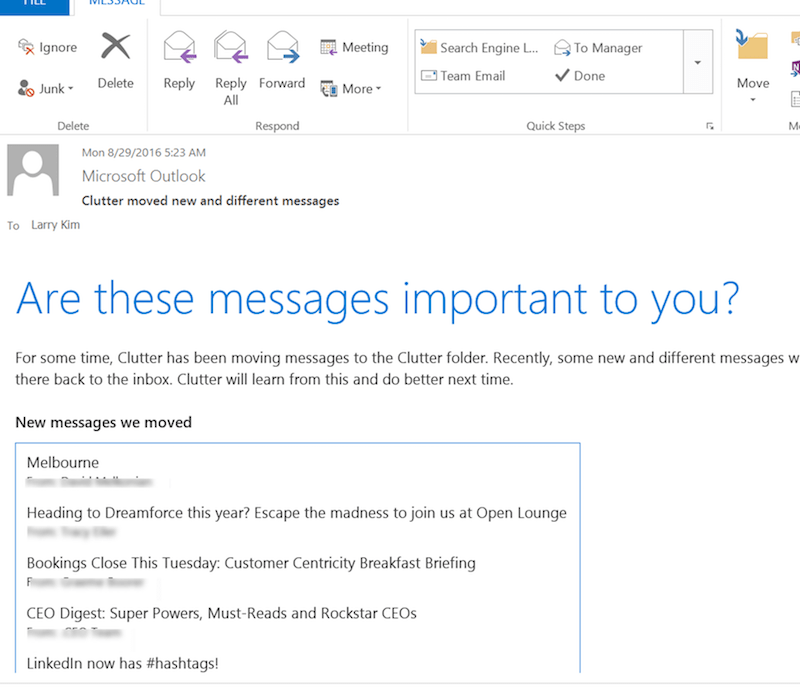 FILE MESSAGE
Ignore
Junk
Delete
Delete
Reply
Reply
All
Forward
Meeting
More
Respond
Search Engine L...
To Manager
Team Email
Done
Quick Steps
Move
Mon 8/29/2016 5:23 AM
Microsoft Outlook
Clutter moved new and different messages
To Larry Kim
Are these messages important to you?
For some time, Clutter has been moving messages to the Clutter folder. Recently, some new and different messages w
there back to the inbox. Clutter will learn from this and do better next time.
New messages we moved
Melbourne
Heading to Dreamforce this year? Escape the madness to join us at Open Lounge
Bookings Close This Tuesday: Customer Centricity Breakfast Briefing
CEO Digest: Super Powers, Must-Reads and Rockstar CEOs
LinkedIn now has #hashtags!